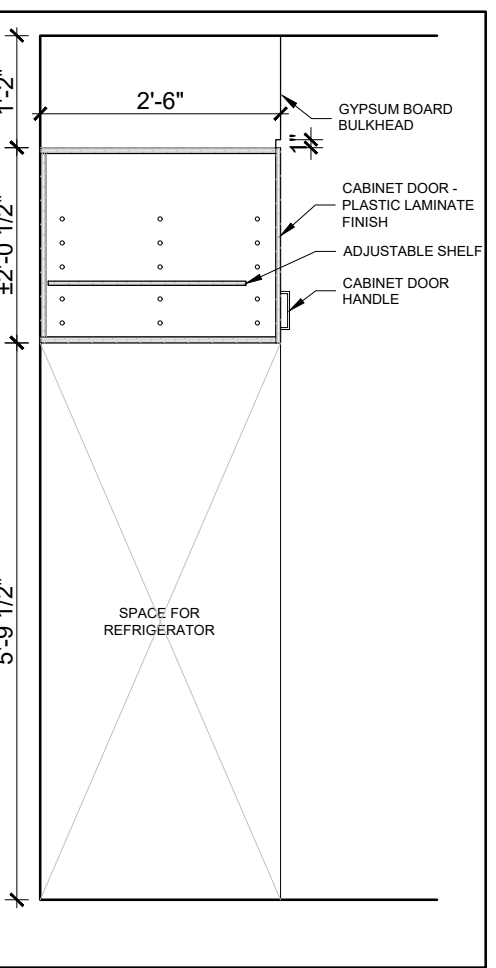 1'-2"
2'-6"
GYPSUM BOARD
BULKHEAD
1"
±2'-0 1/2"
CABINET DOOR -
PLASTIC LAMINATE
FINISH
ADJUSTABLE SHELF
CABINET DOOR
HANDLE
5'-9 1/2"
SPACE FOR
REFRIGERATOR